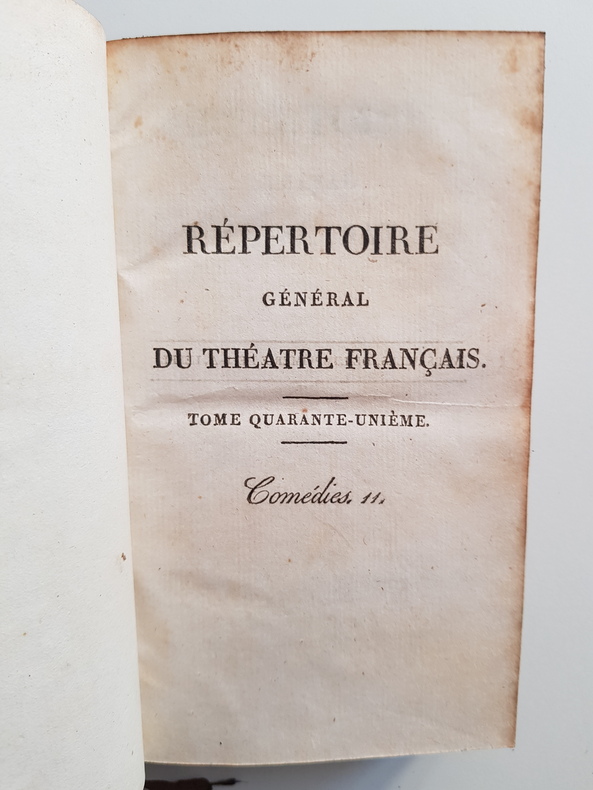 RÉPERTOIRE
GÉNÉRAL
DU THÉATRE FRANÇAIS.
TOME QUARANTE-UNIÈME.
Comédies. 11.